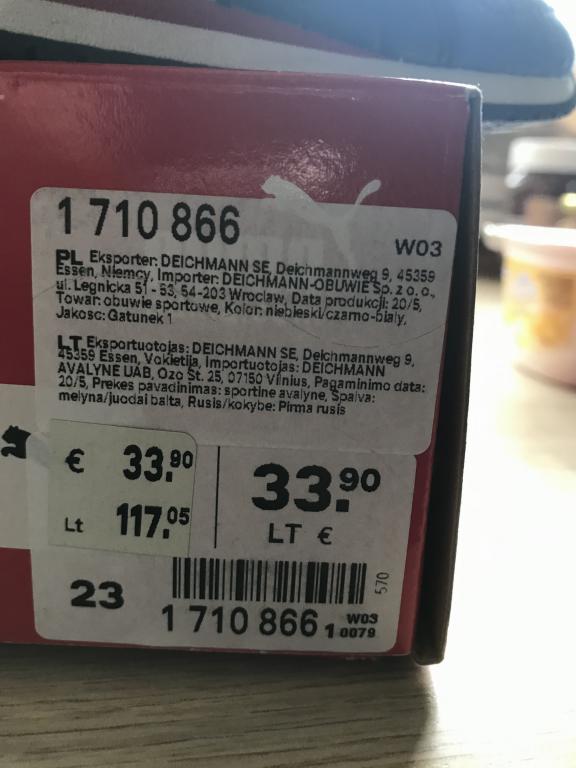 1 710 866
W03
PL Eksporter: DEICHMANN SE, Deichmannweg 9, 45359
Essen, Niemcy, Importer: DEICHMANN-OBUWIE Sp. z o. o.,
ul. Legnicka 51 - 53, 54-203 Wroclaw, Data produkcji: 20/5,
Towar: obuwie sportowe, Kolor: niebieski/czarno-bialy,
Jakosc: Gatunek 1
LT Eksportuotojas: DEICHMANN SE, Deichmannweg 9,
45359 Essen, Vokietija, Importuotojas: DEICHMANN
AVALYNE UAB, Ozo St. 25, 07150 Vilnius, Pagaminimo data:
20/5, Prekes pavadinimas: sportine avalyne, Spalva:
melyna/juodai balta, Rusis/kokybe: Pirma rusis
€ 33.90
Lt 117.05
33.90
LT €
570
23
1 710 866 1 W03
0079